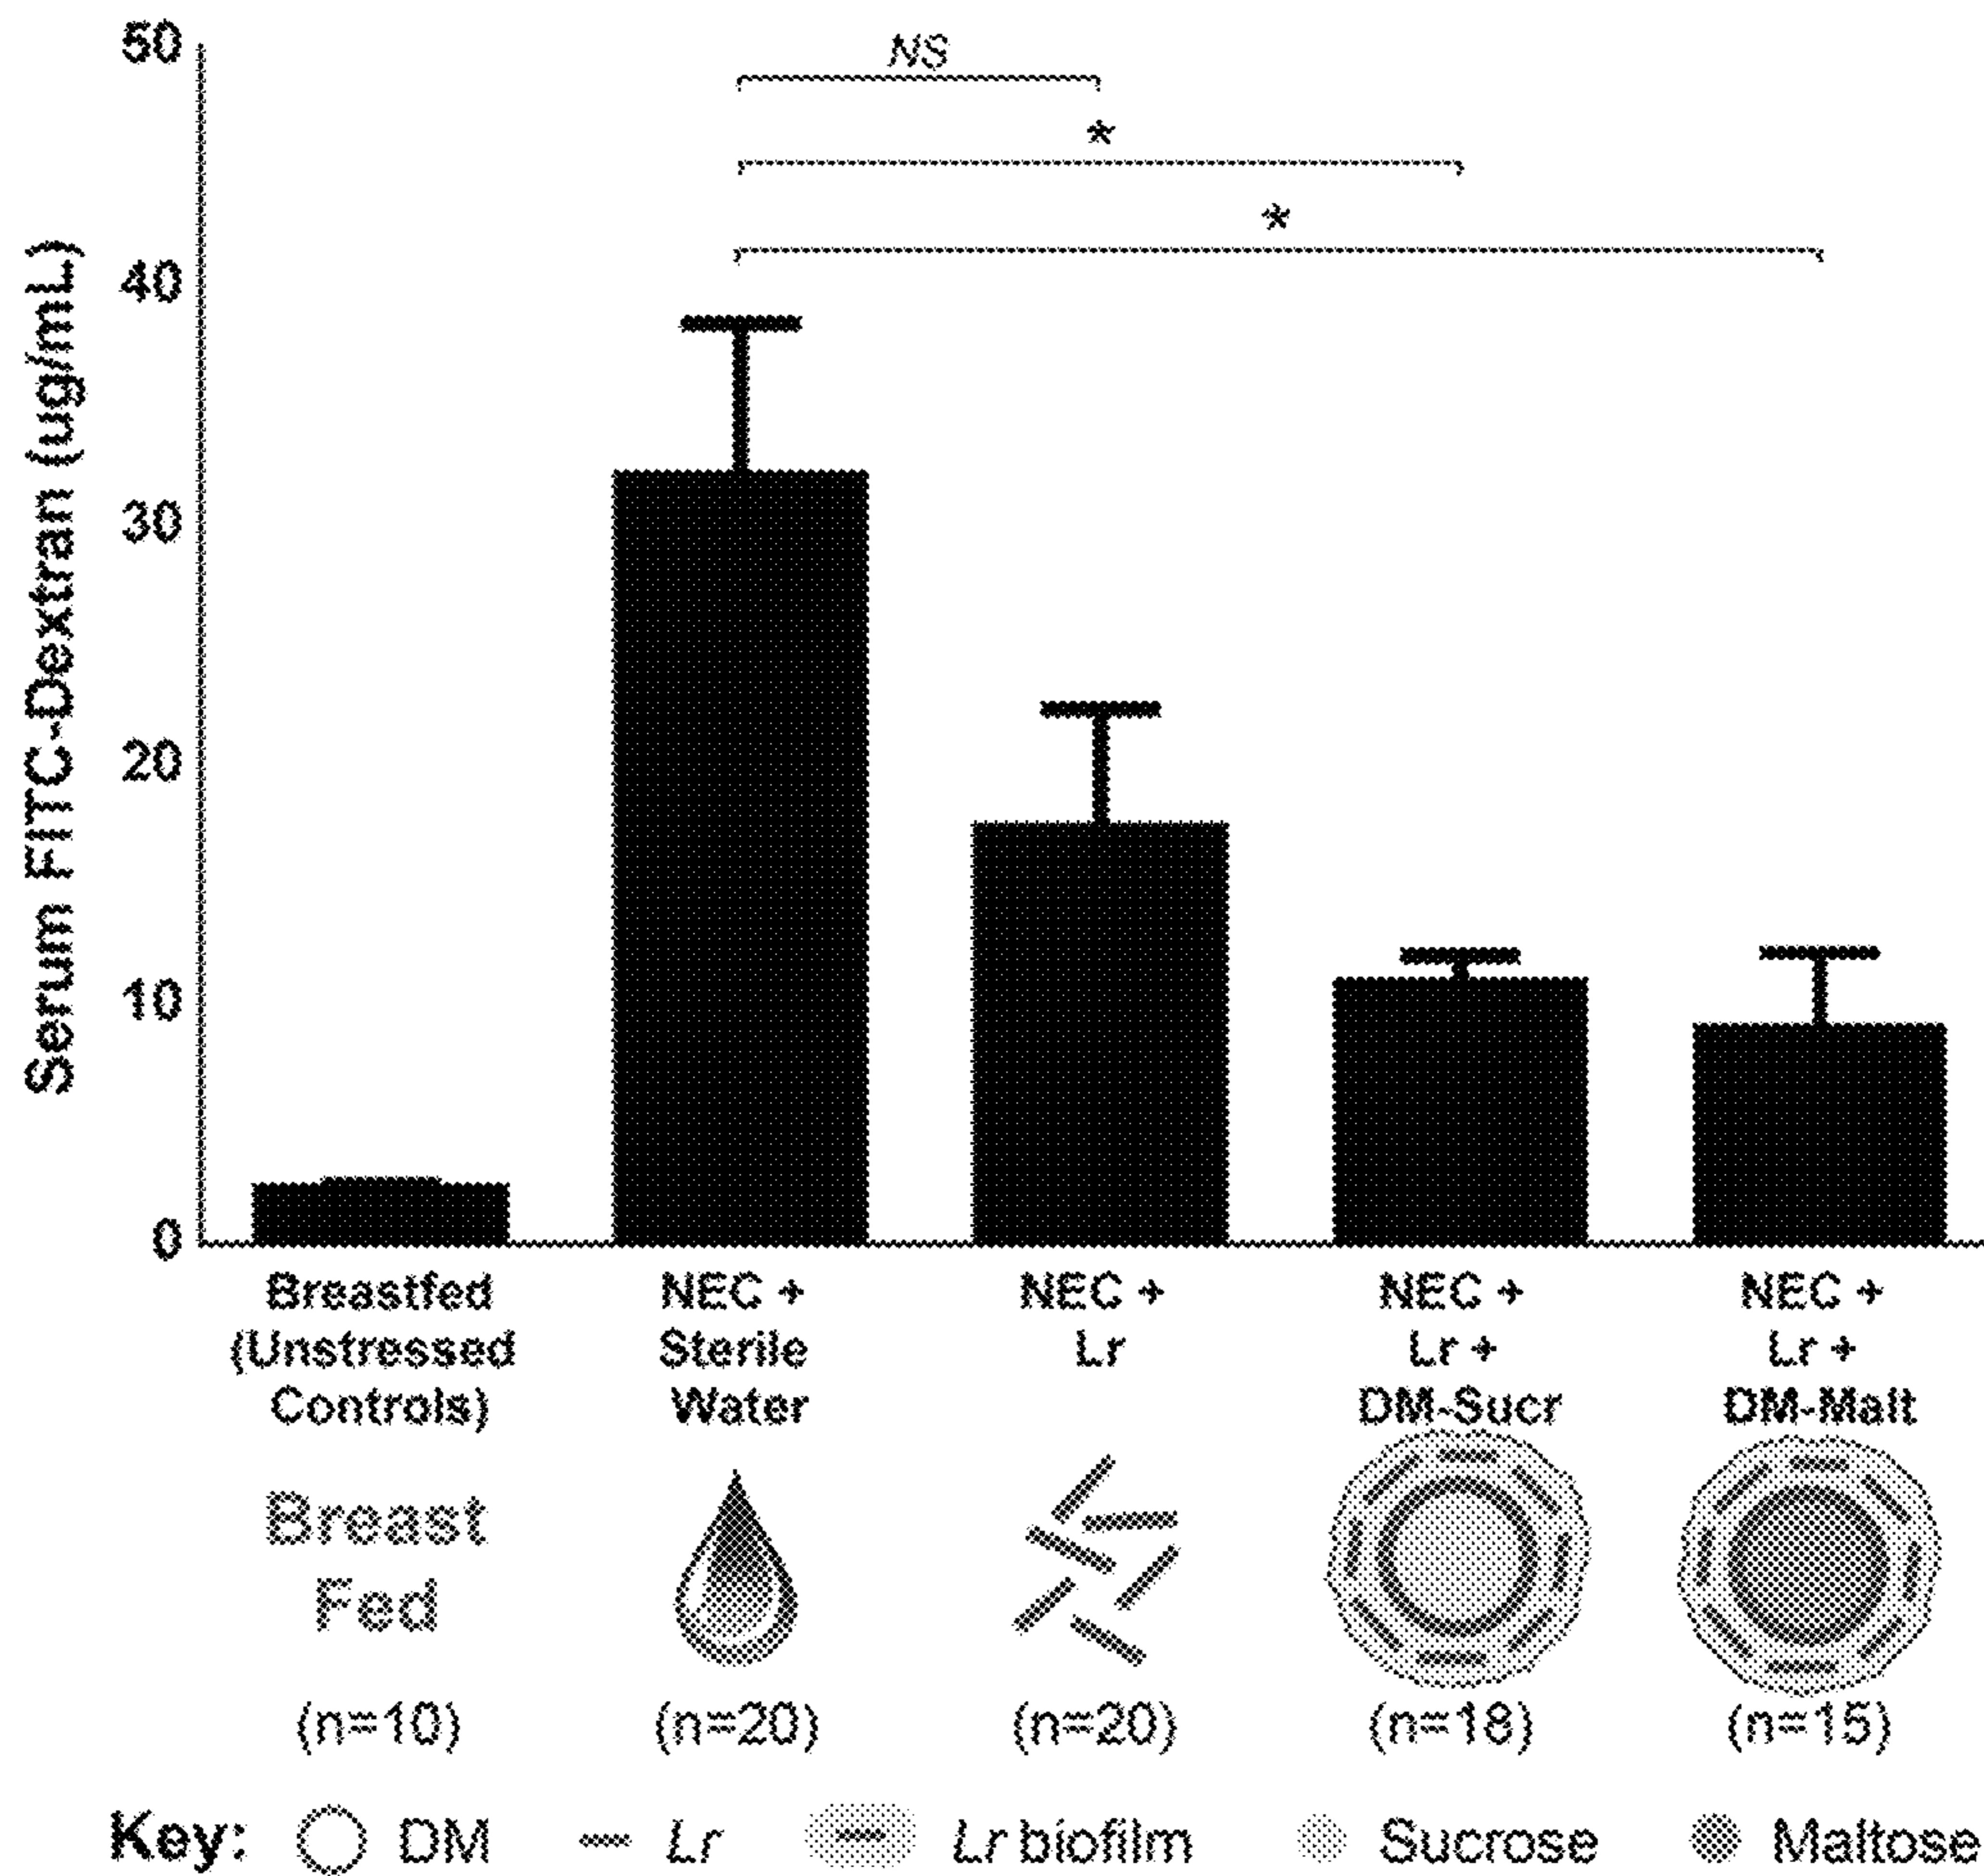 50
NS
*
*
40
30
20
10
0
Serum FITC-Dextran (ug/mL)
Breastfed
(Unstressed
Controls)
NEC +
Sterile
Water
NEC +
Lr
NEC +
Lr +
DM-Sucr
NEC +
Lr +
DM-Malt
Breast
Fed
(n=10)
(n=20)
(n=20)
(n=18)
(n=15)
Key: DM Lr Lr biofilm Sucrose Maltose